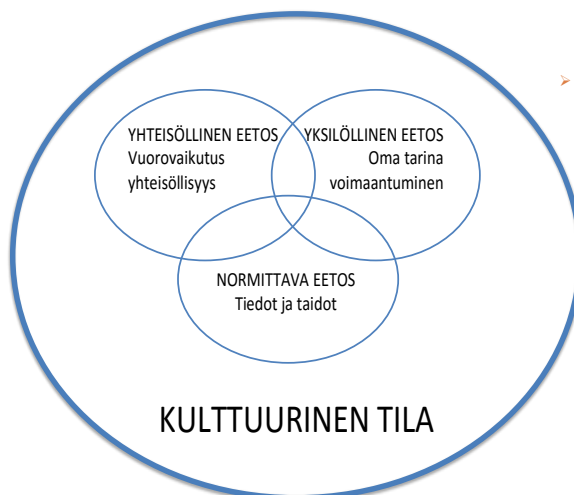 YHTEISÖLLINEN EETOS
Vuorovaikutus
yhteisöllisyys
YKSILÖLLINEN EETOS
Oma tarina
voimaantuminen
NORMITTAVA EETOS
Tiedot ja taidot
KULTTUURINEN TILA